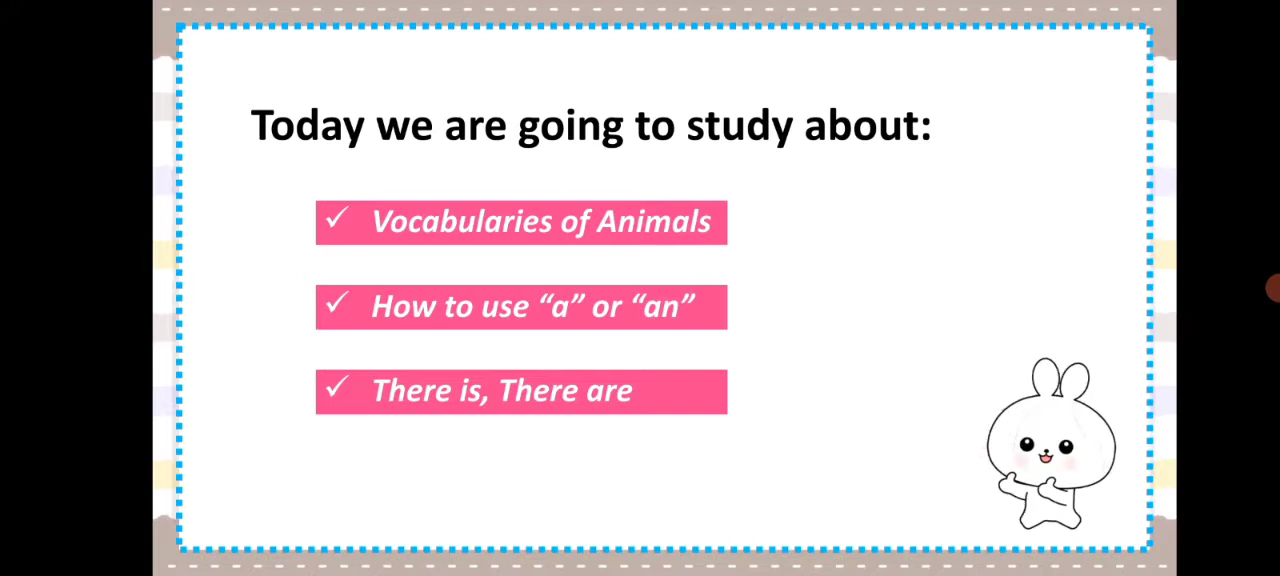 Today we are going to study about:
✓ Vocabularies of Animals
✓ How to use “a” or “an”
✓ There is, There are